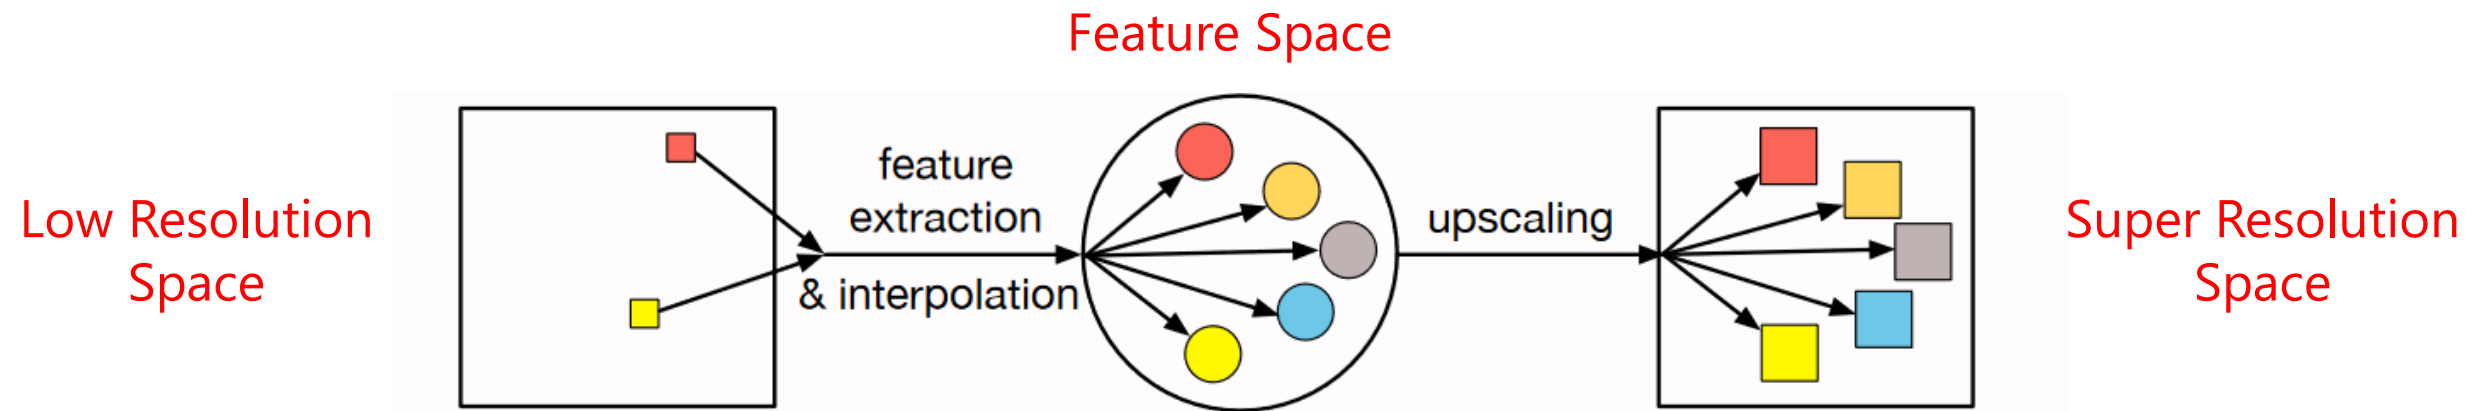 Feature Space
Low Resolution
Space
feature
extraction
& interpolation
upscaling
Super Resolution
Space